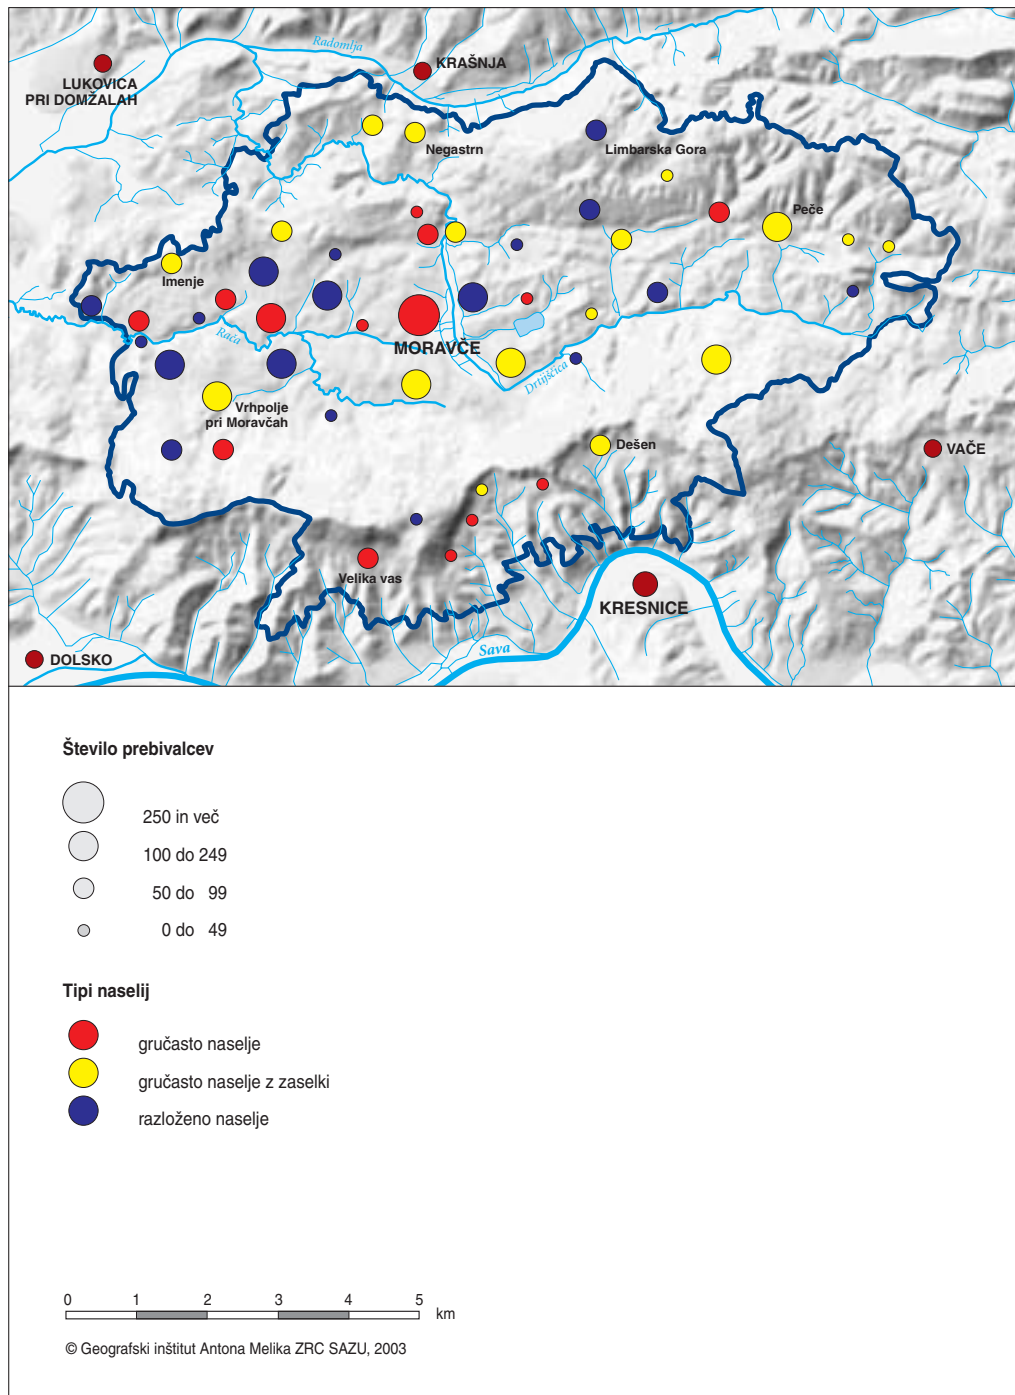 Radomlja
KRAŠNJA
LUKOVICA
PRI DOMŽALAH
Negastrn
Limbarska Gora
Peče
Imenje
Rača
MORAVČE
Drtijščica
Vrhpolje
pri Moravčah
Dešen
VAČE
Velika vas
KRESNICE
Sava
DOLSKO
Število prebivalcev
250 in več
100 do 249
50 do 99
0 do 49
Tipi naselij
gručasto naselje
gručasto naselje z zaselki
razloženo naselje
0 1 2 3 4 5
km
© Geografski inštitut Antona Melika ZRC SAZU, 2003